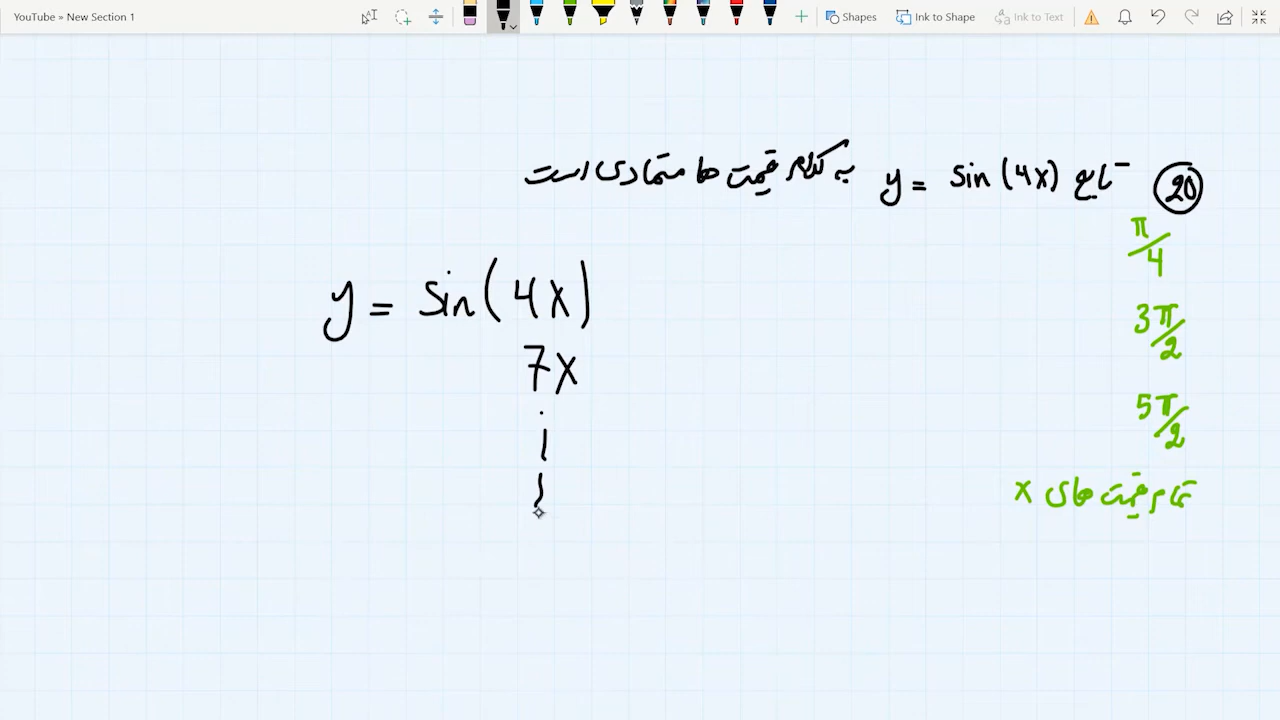 Youtube » New Section 1
Shapes Ink to Shape Ink to Text
20 - تابع y = sin (4x) به کدام قیمت ها متمادی است
π/4
3π/2
5π/2
تمام قیمت های x
y = sin(4x)
7x